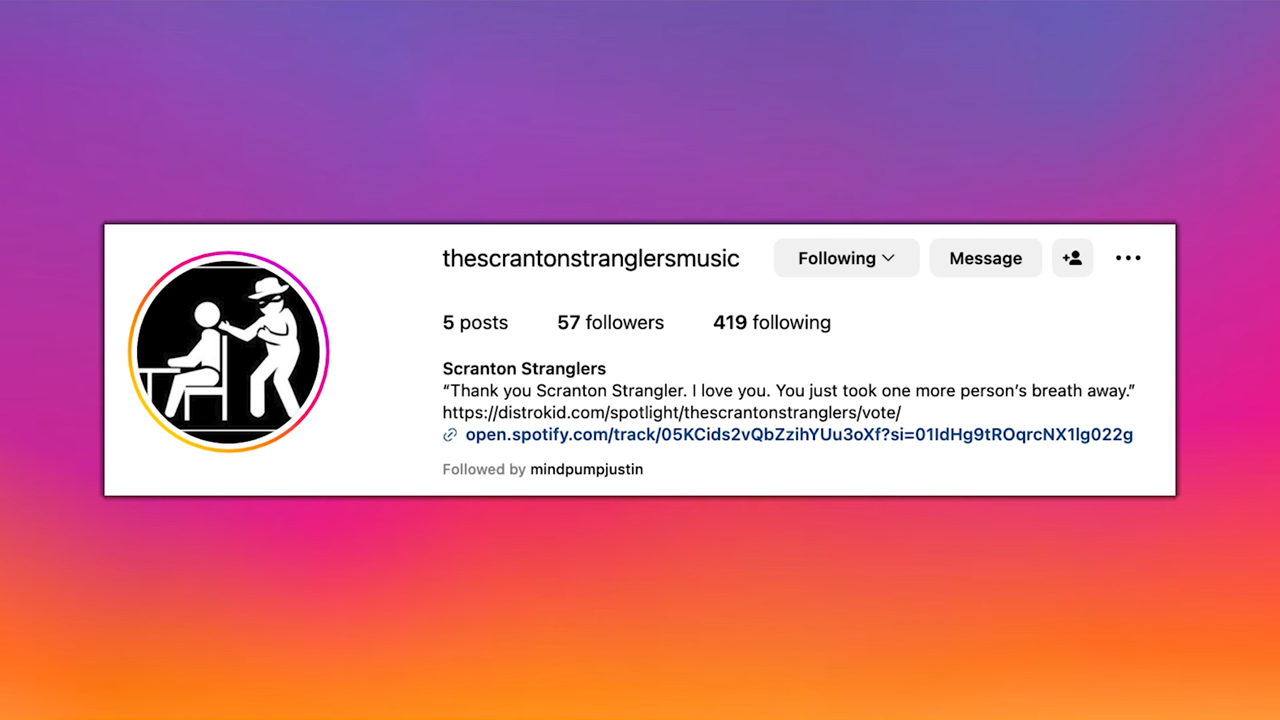 thescrantonstranglersmusic Following Message
5 posts 57 followers 419 following
Scranton Stranglers
“Thank you Scranton Strangler. I love you. You just took one more person’s breath away.”
https://distrokid.com/spotlight/thescrantonstranglers/vote/
open.spotify.com/track/05KCids2vQbZzihYUu3oXf?si=01IdHg9tROqrcNX1lg022g
Followed by mindpumpjustin